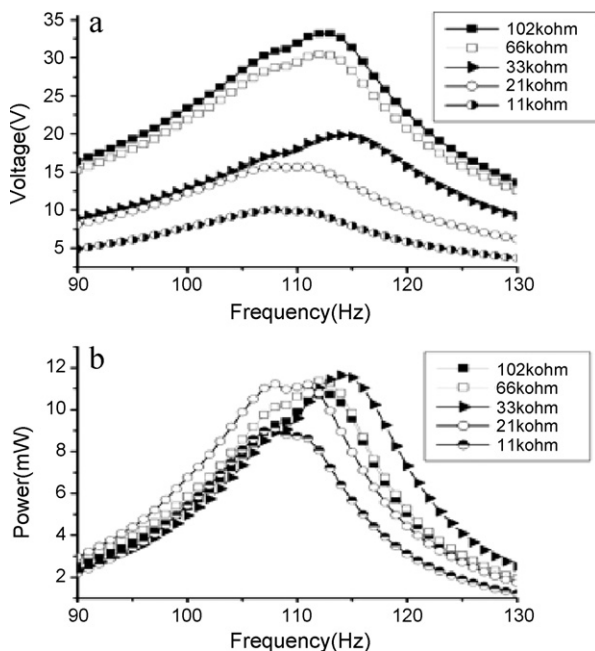 a
35
30
25
20
15
10
5
Voltage(V)
102kohm
66kohm
33kohm
21kohm
11kohm
90 100 110 120 130
Frequency(Hz)
b
12
10
8
6
4
2
Power(mW)
102kohm
66kohm
33kohm
21kohm
11kohm
90 100 110 120 130
Frequency(Hz)